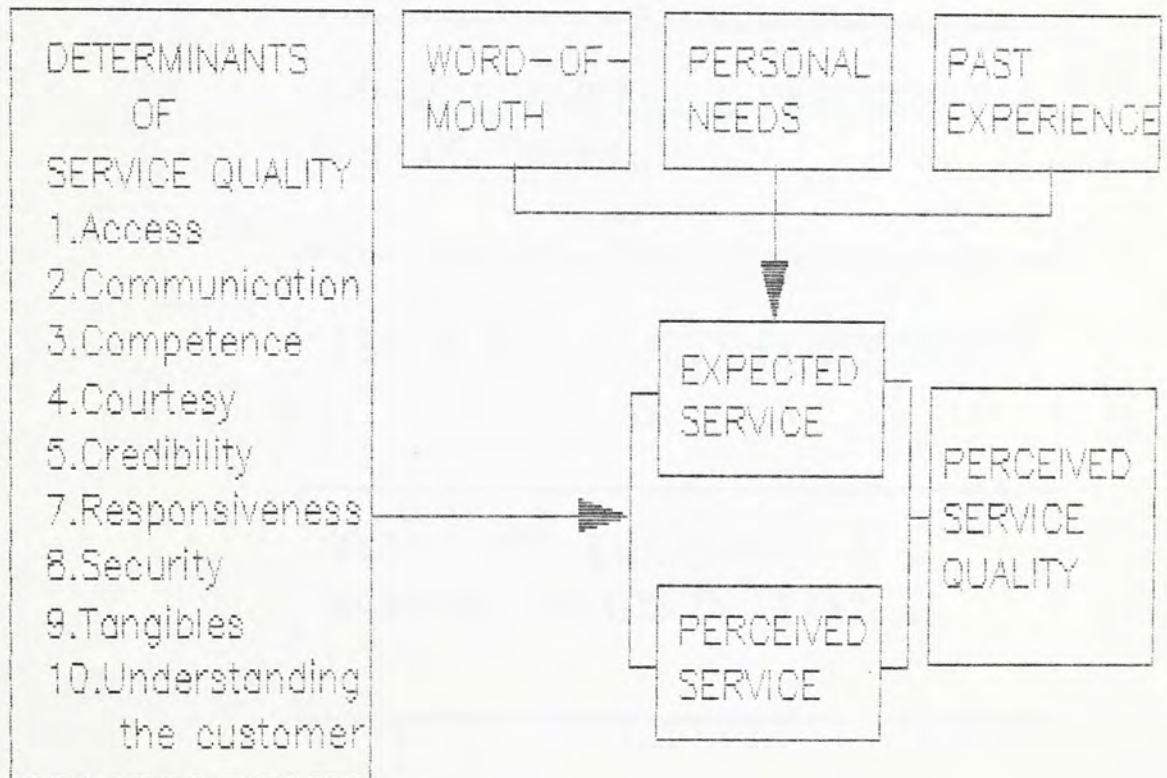 DETERMINANTS
OF
SERVICE QUALITY
1.Access
2.Communication
3.Competence
4.Courtesy
5.Credibility
7.Responsiveness
8.Security
9.Tangibles
10.Understanding
the customer
WORD-OF-
MOUTH
PERSONAL
NEEDS
PAST
EXPERIENCE
EXPECTED
SERVICE
PERCEIVED
SERVICE
PERCEIVED
SERVICE
QUALITY